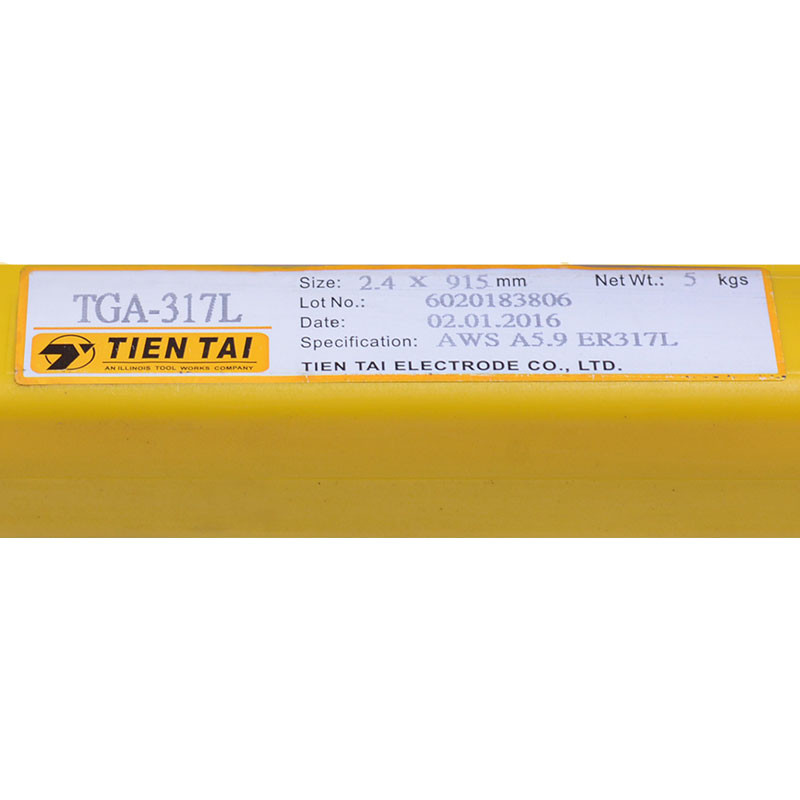 TGA-317L
TIEN TAI
AN ILLINOIS TOOL WORKS COMPANY
Size: 2.4 X 915 mm Net Wt.: 5 kgs
Lot No.: 6020183806
Date: 02.01.2016
Specification: AWS A5.9 ER317L
TIEN TAI ELECTRODE CO., LTD.